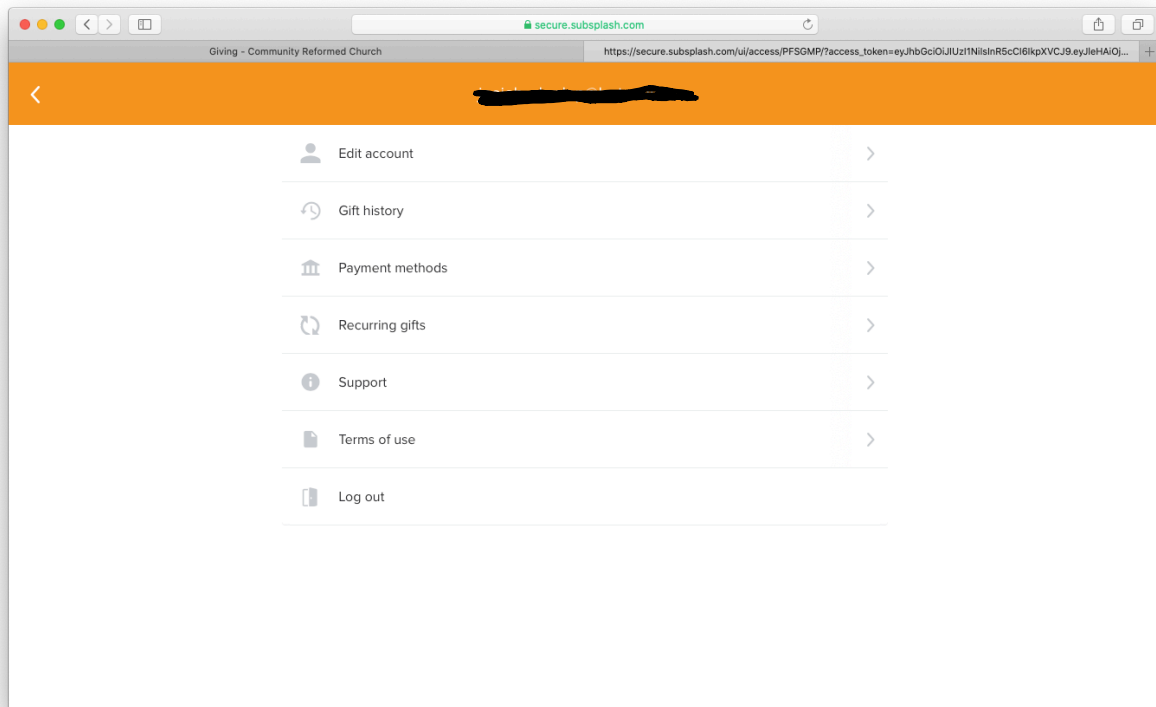 secure.subsplash.com
Giving - Community Reformed Church
https://secure.subsplash.com/ui/access/PFSGMP/?access_token=eyJhbGciOiJIUzI1NiIsInR5cCI6IkpXVCJ9.eyJleHAiOj...
Edit account
Gift history
Payment methods
Recurring gifts
Support
Terms of use
Log out